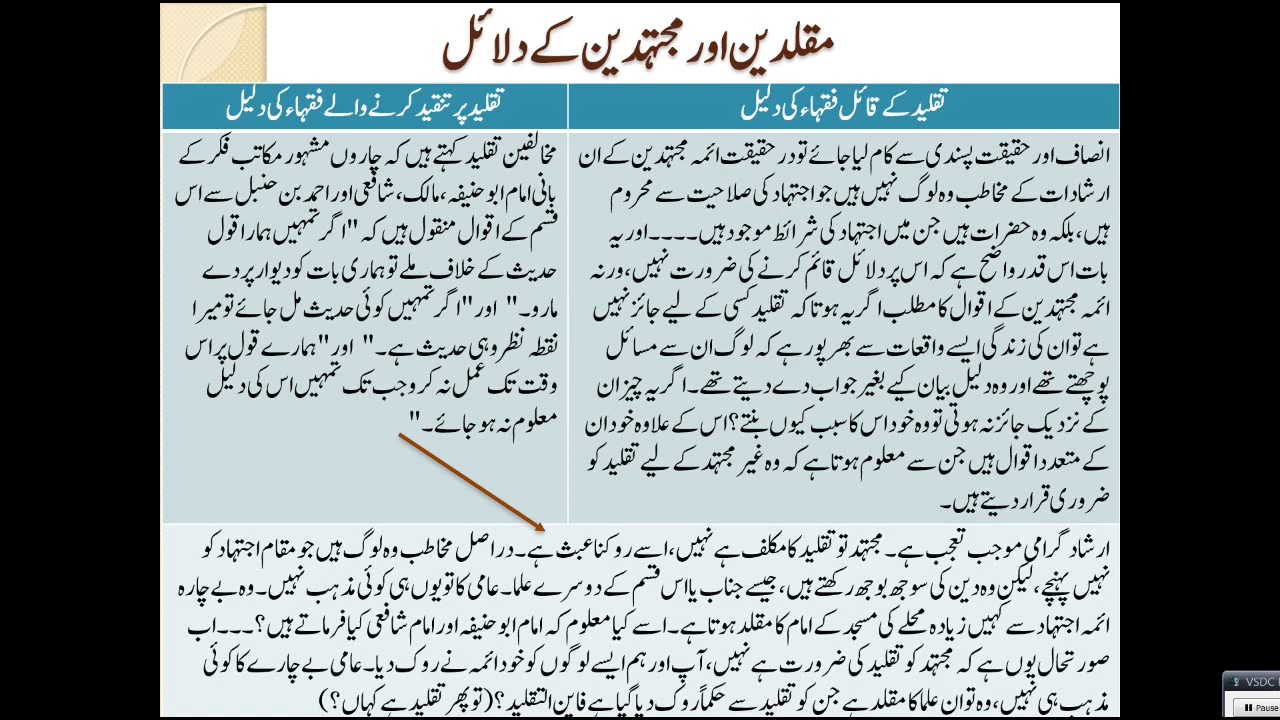 مقلدین اور مجتہدین کے دلائل
تقلید کے قائل فقہاء کی دلیل
انصاف اور حقیقت پسندی سے کام لیا جائے تو در حقیقت ائمہ مجتہدین کے ان
ارشادات کے مخاطب وہ لوگ نہیں ہیں جو اجتہاد کی صلاحیت سے محروم
ہیں، بلکہ وہ حضرات ہیں جن میں اجتہاد کی شرائط موجود ہیں۔۔۔۔ اور یہ
بات اس قدر واضح ہے کہ اس پر دلائل قائم کرنے کی ضرورت نہیں، ورنہ
ائمہ مجتہدین کے اقوال کا مطلب اگر یہ ہوتا کہ تقلید کسی کے لیے جائز نہیں
ہے تو ان کی زندگی ایسے واقعات سے بھرپور ہے کہ لوگ ان سے مسائل
پوچھتے تھے اور وہ دلیل بیان کیے بغیر جواب دے دیتے تھے۔ اگر یہ چیز ان
کے نزدیک جائز نہ ہوتی تو وہ خود اس کا سبب کیوں بنتے؟ اس کے علاوہ خود ان
کے متعدد اقوال ہیں جن سے معلوم ہوتا ہے کہ وہ غیر مجتہد کے لیے تقلید کو
ضروری قرار دیتے ہیں۔
تقلید پر تنقید کرنے والے فقہاء کی دلیل
مخالفین تقلید کہتے ہیں کہ چاروں مشہور مکاتب فکر کے
بانی امام ابو حنیفہ، مالک، شافعی اور احمد بن حنبل سے اس
قسم کے اقوال منقول ہیں کہ "اگر تمہیں ہمارا قول
حدیث کے خلاف ملے تو ہماری بات کو دیوار پر دے
مارو۔" اور "اگر تمہیں کوئی حدیث مل جائے تو میرا
نقطہ نظر وہی حدیث ہے۔" اور "ہمارے قول پر اس
وقت تک عمل نہ کرو جب تک تمہیں اس کی دلیل
معلوم نہ ہو جائے۔"
ارشاد گرامی موجب تعجب ہے۔ مجتہد تو تقلید کا مکلف ہے نہیں، اسے روکنا عبث ہے۔ دراصل مخاطب وہ لوگ ہیں جو مقام اجتہاد کو
نہیں پہنچے، لیکن وہ دین کی سوجھ بوجھ رکھتے ہیں، جیسے جناب یا اس قسم کے دوسرے علما۔ عامی کا تو یوں ہی کوئی مذہب نہیں۔ وہ بے چارہ
ائمہ اجتہاد سے کہیں زیادہ محلے کی مسجد کے امام کا مقلد ہوتا ہے۔ اسے کیا معلوم کہ امام ابو حنیفہ اور امام شافعی کیا فرماتے ہیں؟۔۔۔ اب
صورتحال یوں ہے کہ مجتہد کو تقلید کی ضرورت ہے نہیں، آپ اور ہم ایسے لوگوں کو خود ائمہ نے روک دیا۔ عامی بے چارے کا کوئی
مذہب ہی نہیں، وہ تو ان علما کا مقلد ہے جن کو تقلید سے حکماً روک دیا گیا ہے فاین التقلید؟ (تو پھر تقلید ہے کہاں؟)
VSDC
Pause